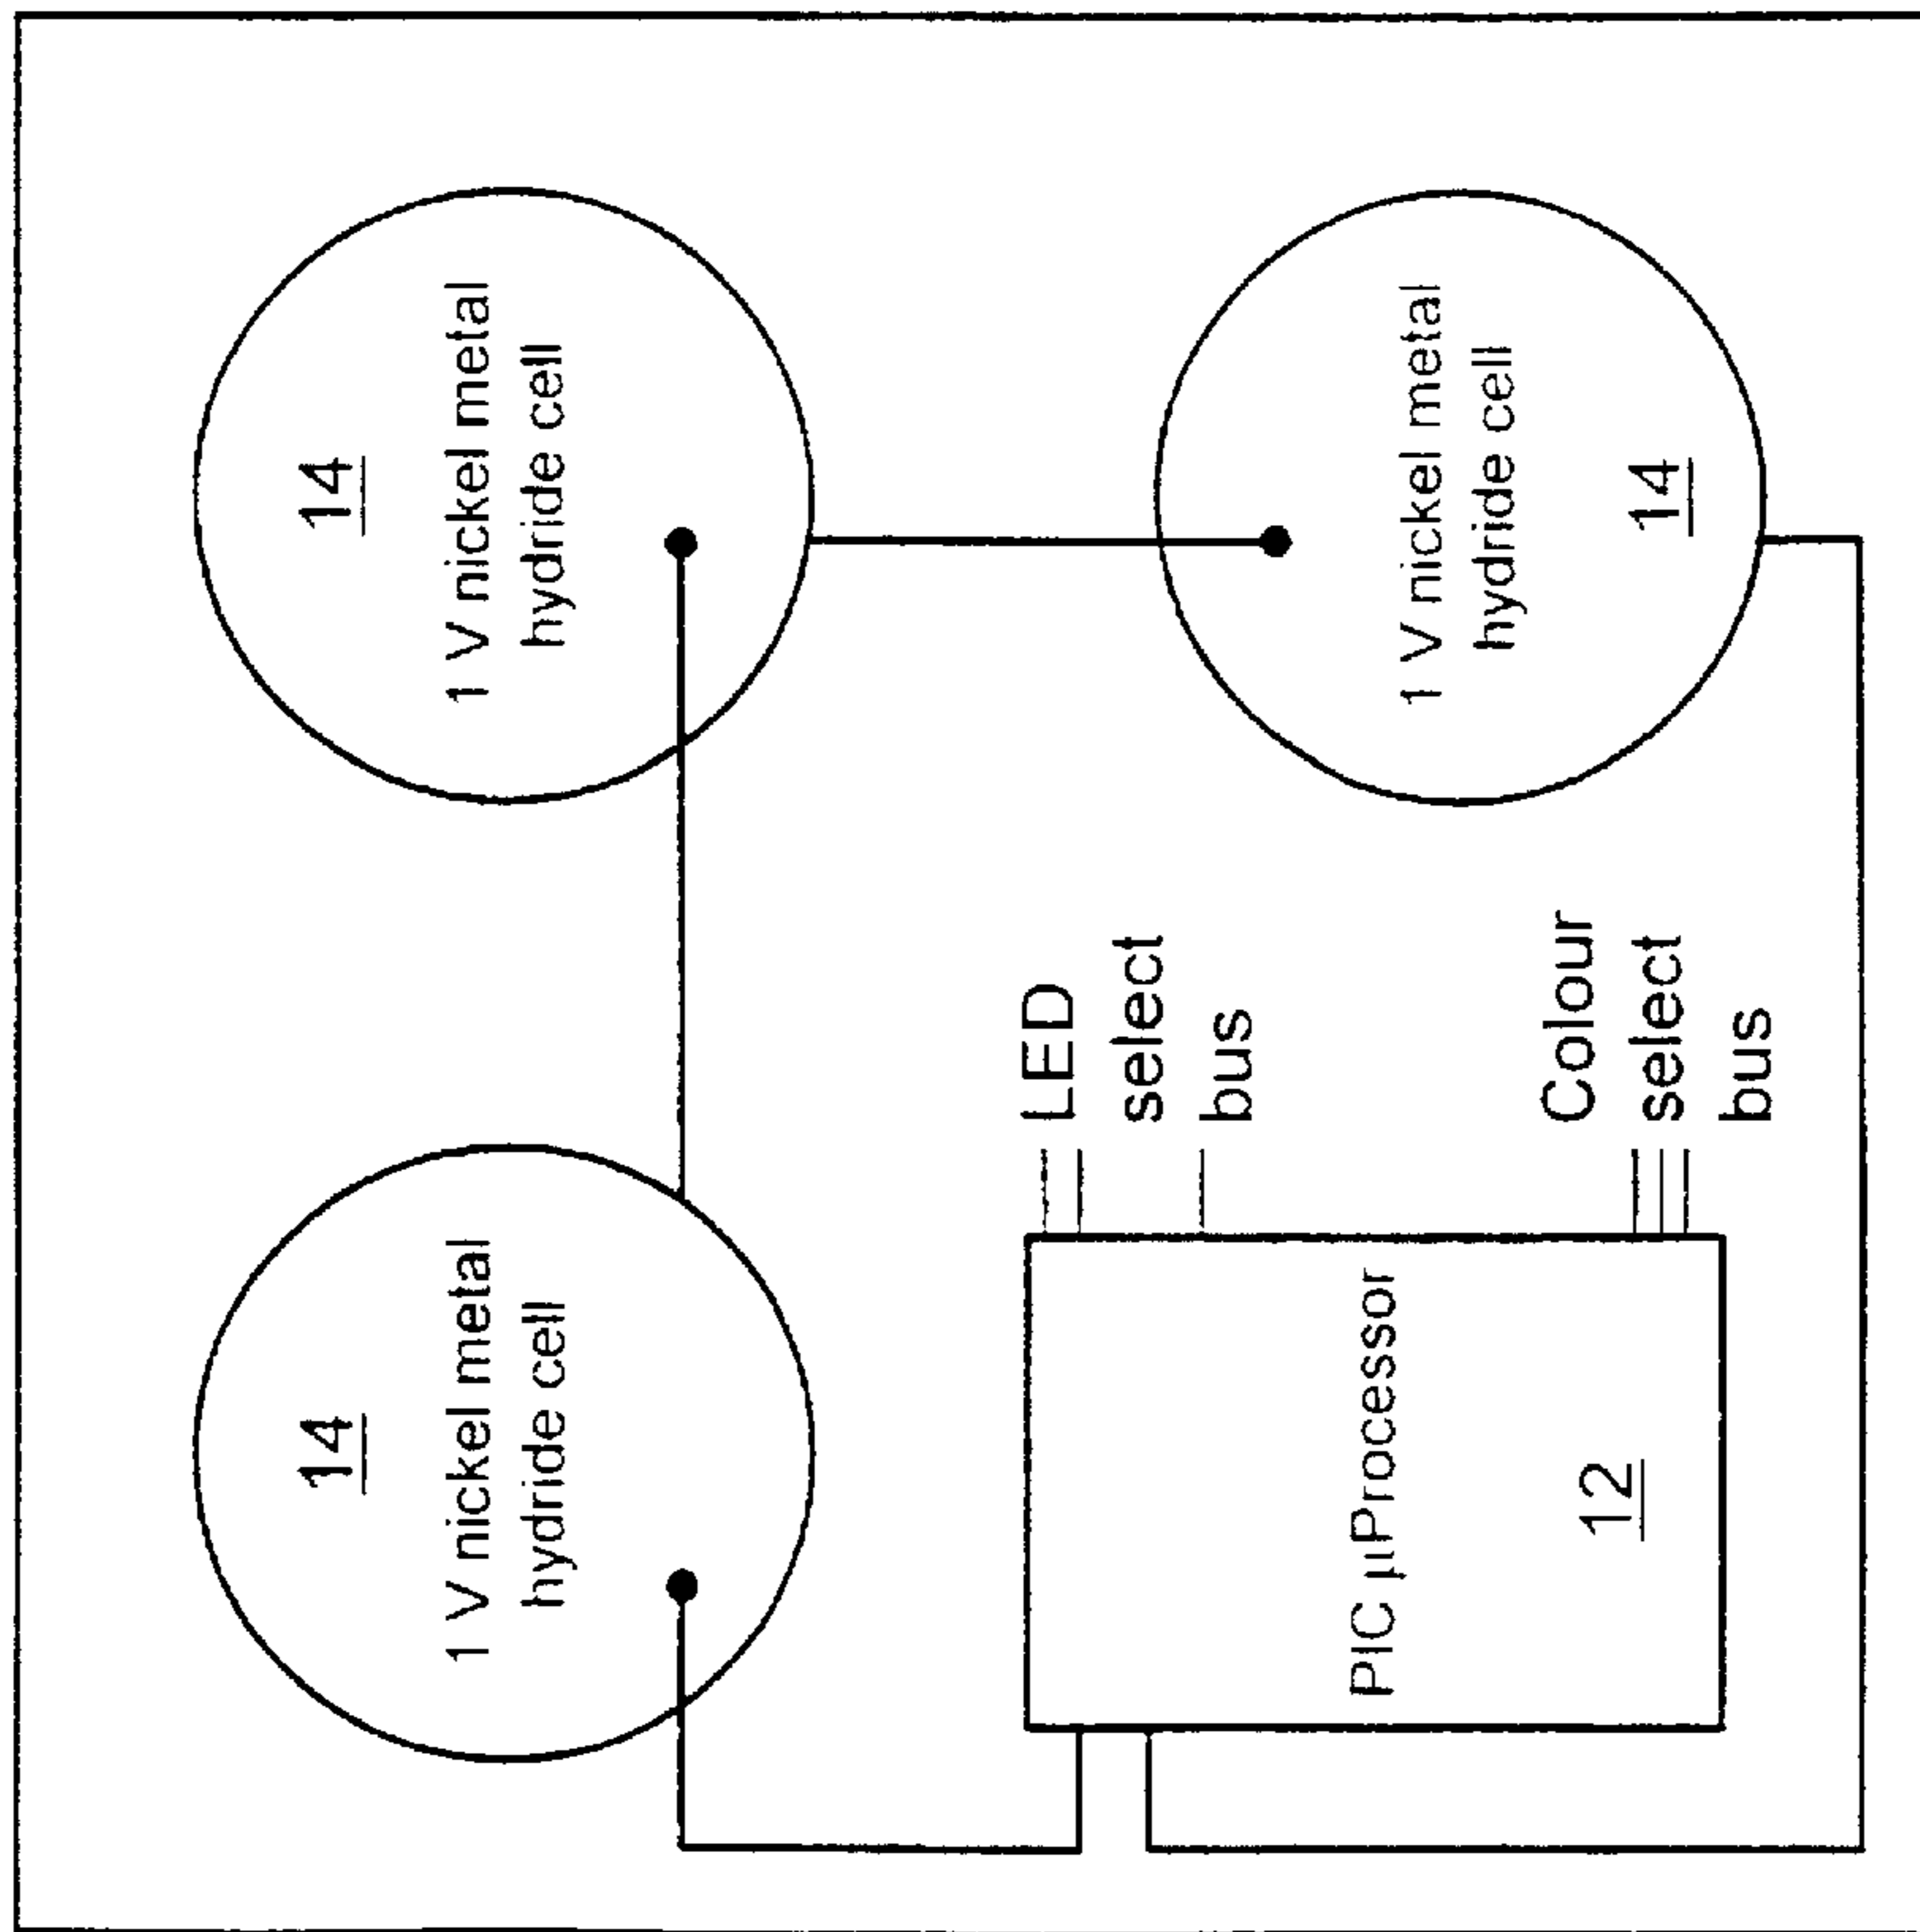 14
1 V nickel metal
hydride cell
14
1 V nickel metal
hydride cell
PIC µProcessor
12
LED
select
bus
Colour
select
bus
1 V nickel metal
hydride cell
14